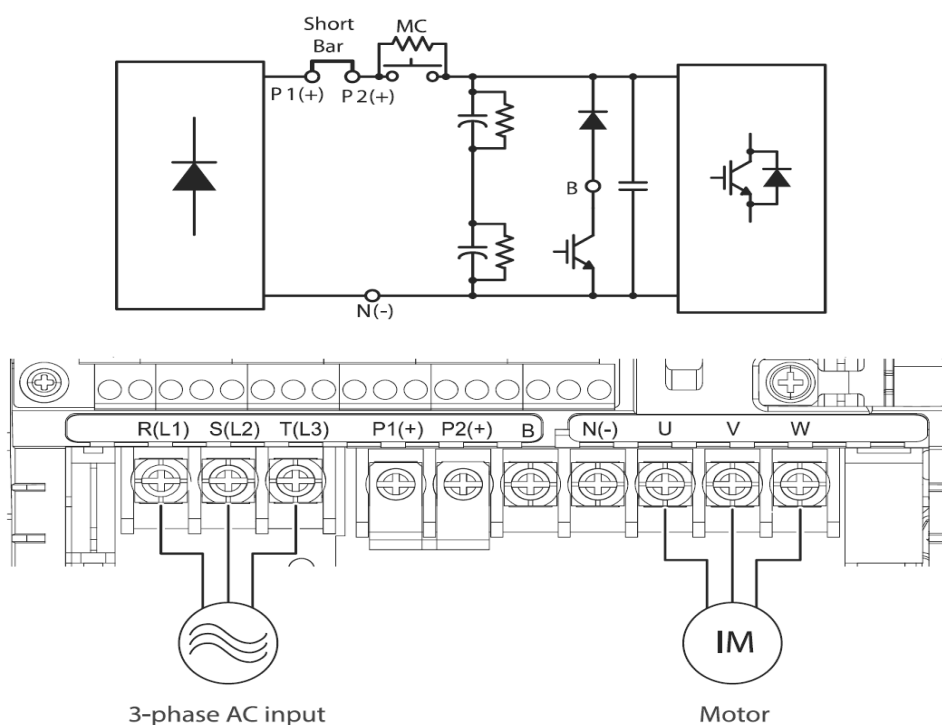 Short
Bar
MC
P1(+)
P2(+)
B
N(-)
R(L1) S(L2) T(L3) P1(+) P2(+) B N(-) U V W
IM
3-phase AC input
Motor